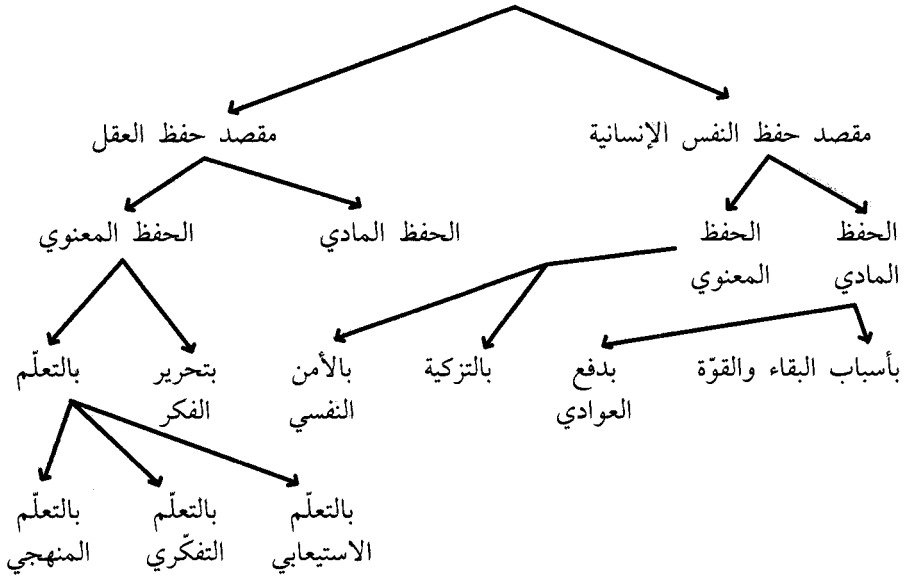 مقصد حفظ النفس الإنسانية
مقصد حفظ العقل
الحفظ
المادي
الحفظ
المعنوي
الحفظ المادي
الحفظ المعنوي
بأسباب البقاء والقوّة
بدفع
العوادي
بالتزكية
بالأمن
النفسي
بتحرير
الفكر
بالتعلّم
بالتعلّم
الاستيعابي
بالتعلّم
التفكّري
بالتعلّم
المنهجي